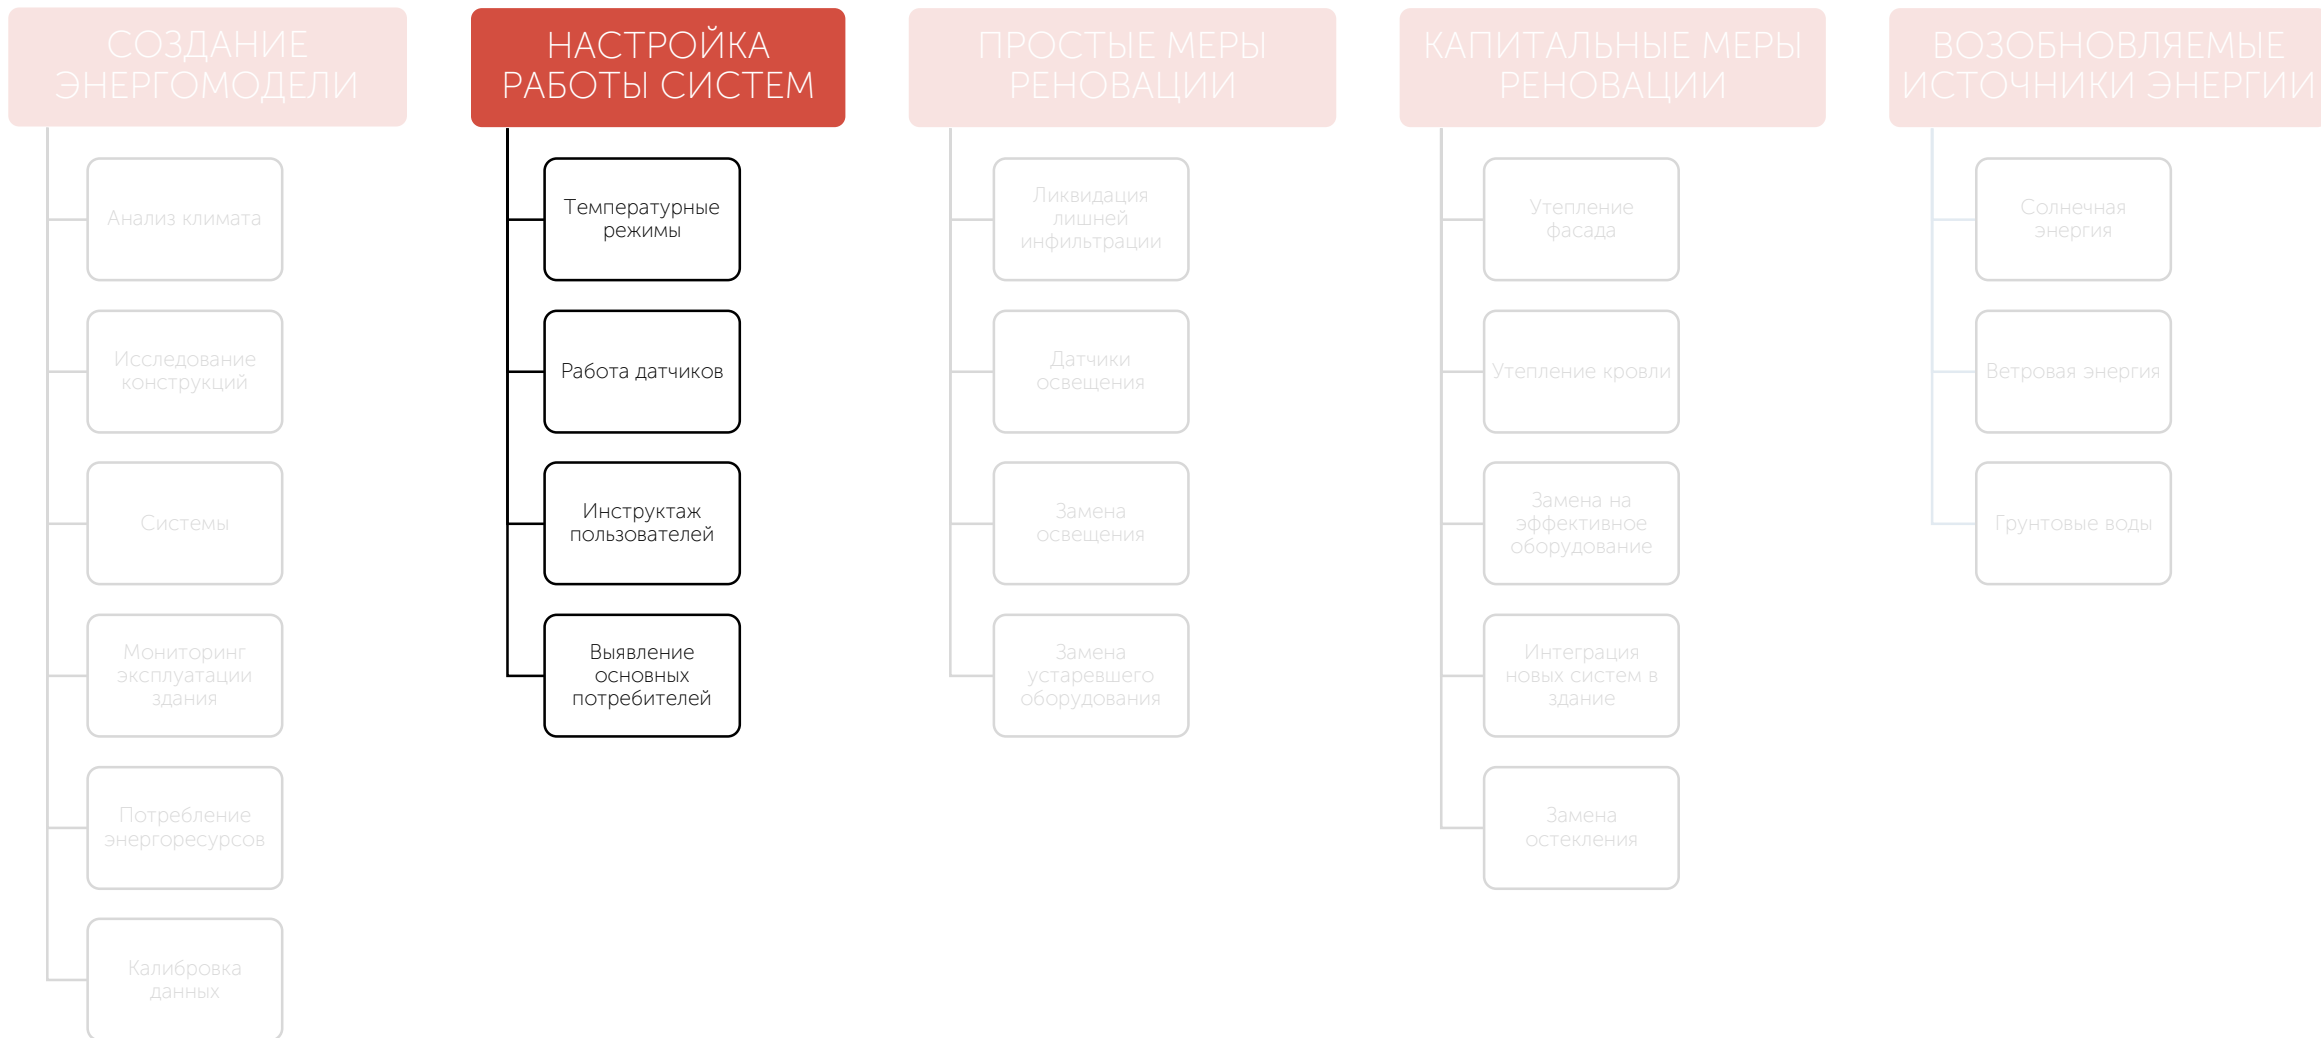 СОЗДАНИЕ
ЭНЕРГОМОДЕЛИ
Анализ климата
Исследование
конструкций
Системы
Мониторинг
эксплуатации
здания
Потребление
энергоресурсов
Калибровка
данных
НАСТРОЙКА
РАБОТЫ СИСТЕМ
Температурные
режимы
Работа датчиков
Инструктаж
пользователей
Выявление
основных
потребителей
ПРОСТЫЕ МЕРЫ
РЕНОВАЦИИ
Ликвидация
лишней
инфильтрации
Датчики
освещения
Замена
освещения
Замена
устаревшего
оборудования
КАПИТАЛЬНЫЕ МЕРЫ
РЕНОВАЦИИ
Утепление
фасада
Утепление кровли
Замена на
эффективное
оборудование
Интеграция
новых систем в
здание
Замена
остекления
ВОЗОБНОВЛЯЕМЫЕ
ИСТОЧНИКИ ЭНЕРГИИ
Солнечная
энергия
Ветровая энергия
Грунтовые воды